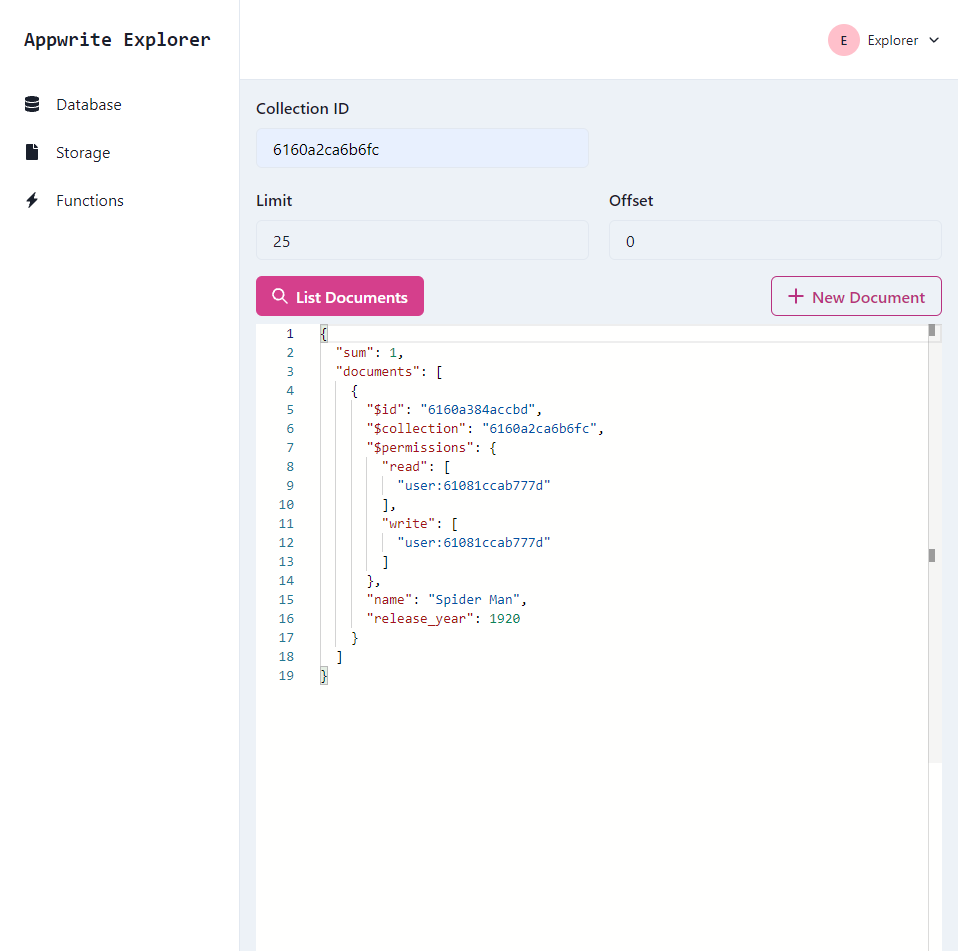 Appwrite Explorer
E Explorer
Database
Storage
Functions
Collection ID
6160a2ca6b6fc
Limit Offset
25 0
List Documents New Document
1 {
2 "sum": 1,
3 "documents": [
4 {
5 "$id": "6160a384accbd",
6 "$collection": "6160a2ca6b6fc",
7 "$permissions": {
8 "read": [
9 "user:61081ccab777d"
10 ],
11 "write": [
12 "user:61081ccab777d"
13 ]
14 },
15 "name": "Spider Man",
16 "release_year": 1920
17 }
18 ]
19 }